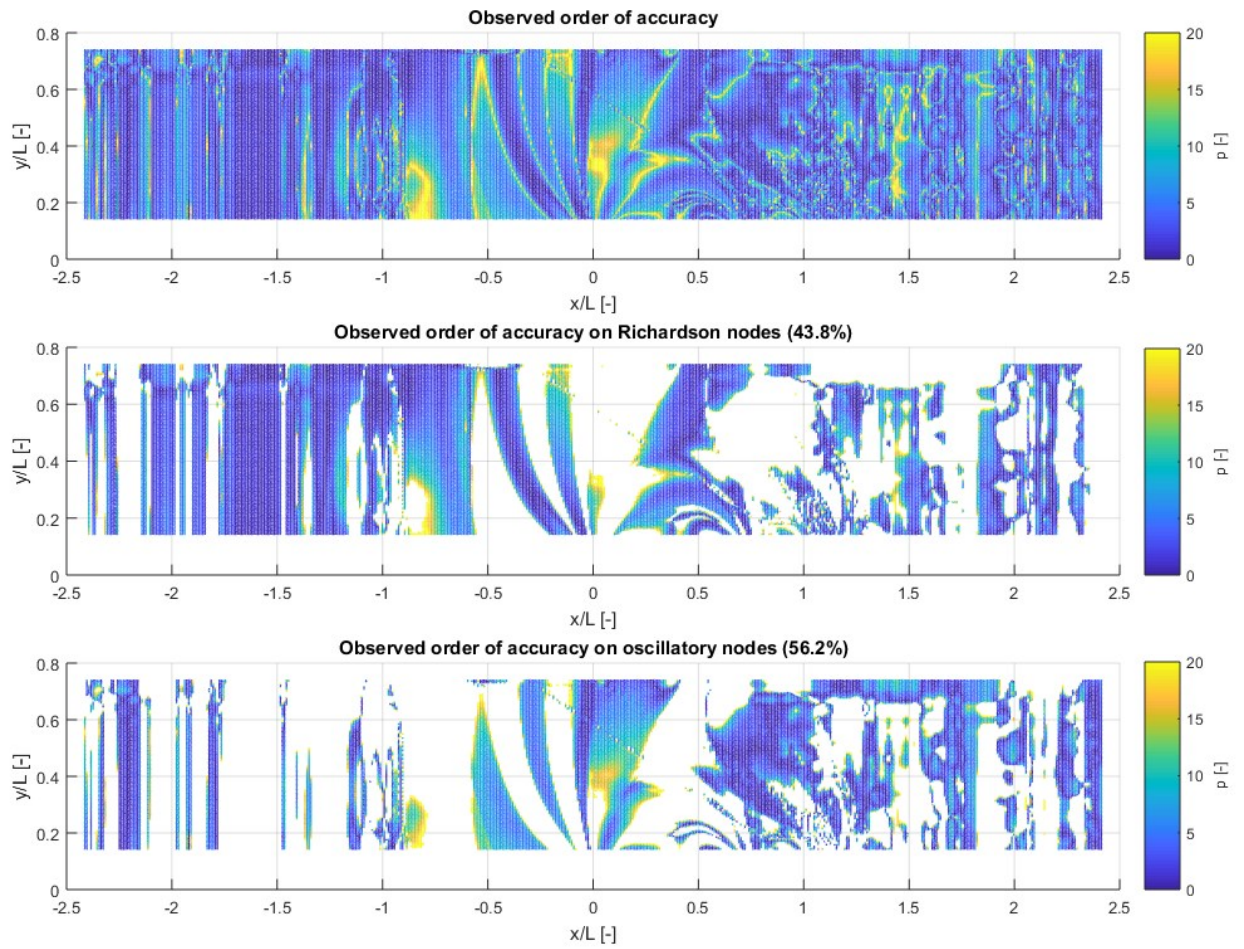 Observed order of accuracy
0.8
0.6
0.4
0.2
0
y/L [-]
-2.5 -2 -1.5 -1 -0.5 0 0.5 1 1.5 2 2.5
x/L [-]
20
15
10
5
0
p [-]
Observed order of accuracy on Richardson nodes (43.8%)
0.8
0.6
0.4
0.2
0
y/L [-]
-2.5 -2 -1.5 -1 -0.5 0 0.5 1 1.5 2 2.5
x/L [-]
20
15
10
5
0
p [-]
Observed order of accuracy on oscillatory nodes (56.2%)
0.8
0.6
0.4
0.2
0
y/L [-]
-2.5 -2 -1.5 -1 -0.5 0 0.5 1 1.5 2 2.5
x/L [-]
20
15
10
5
0
p [-]